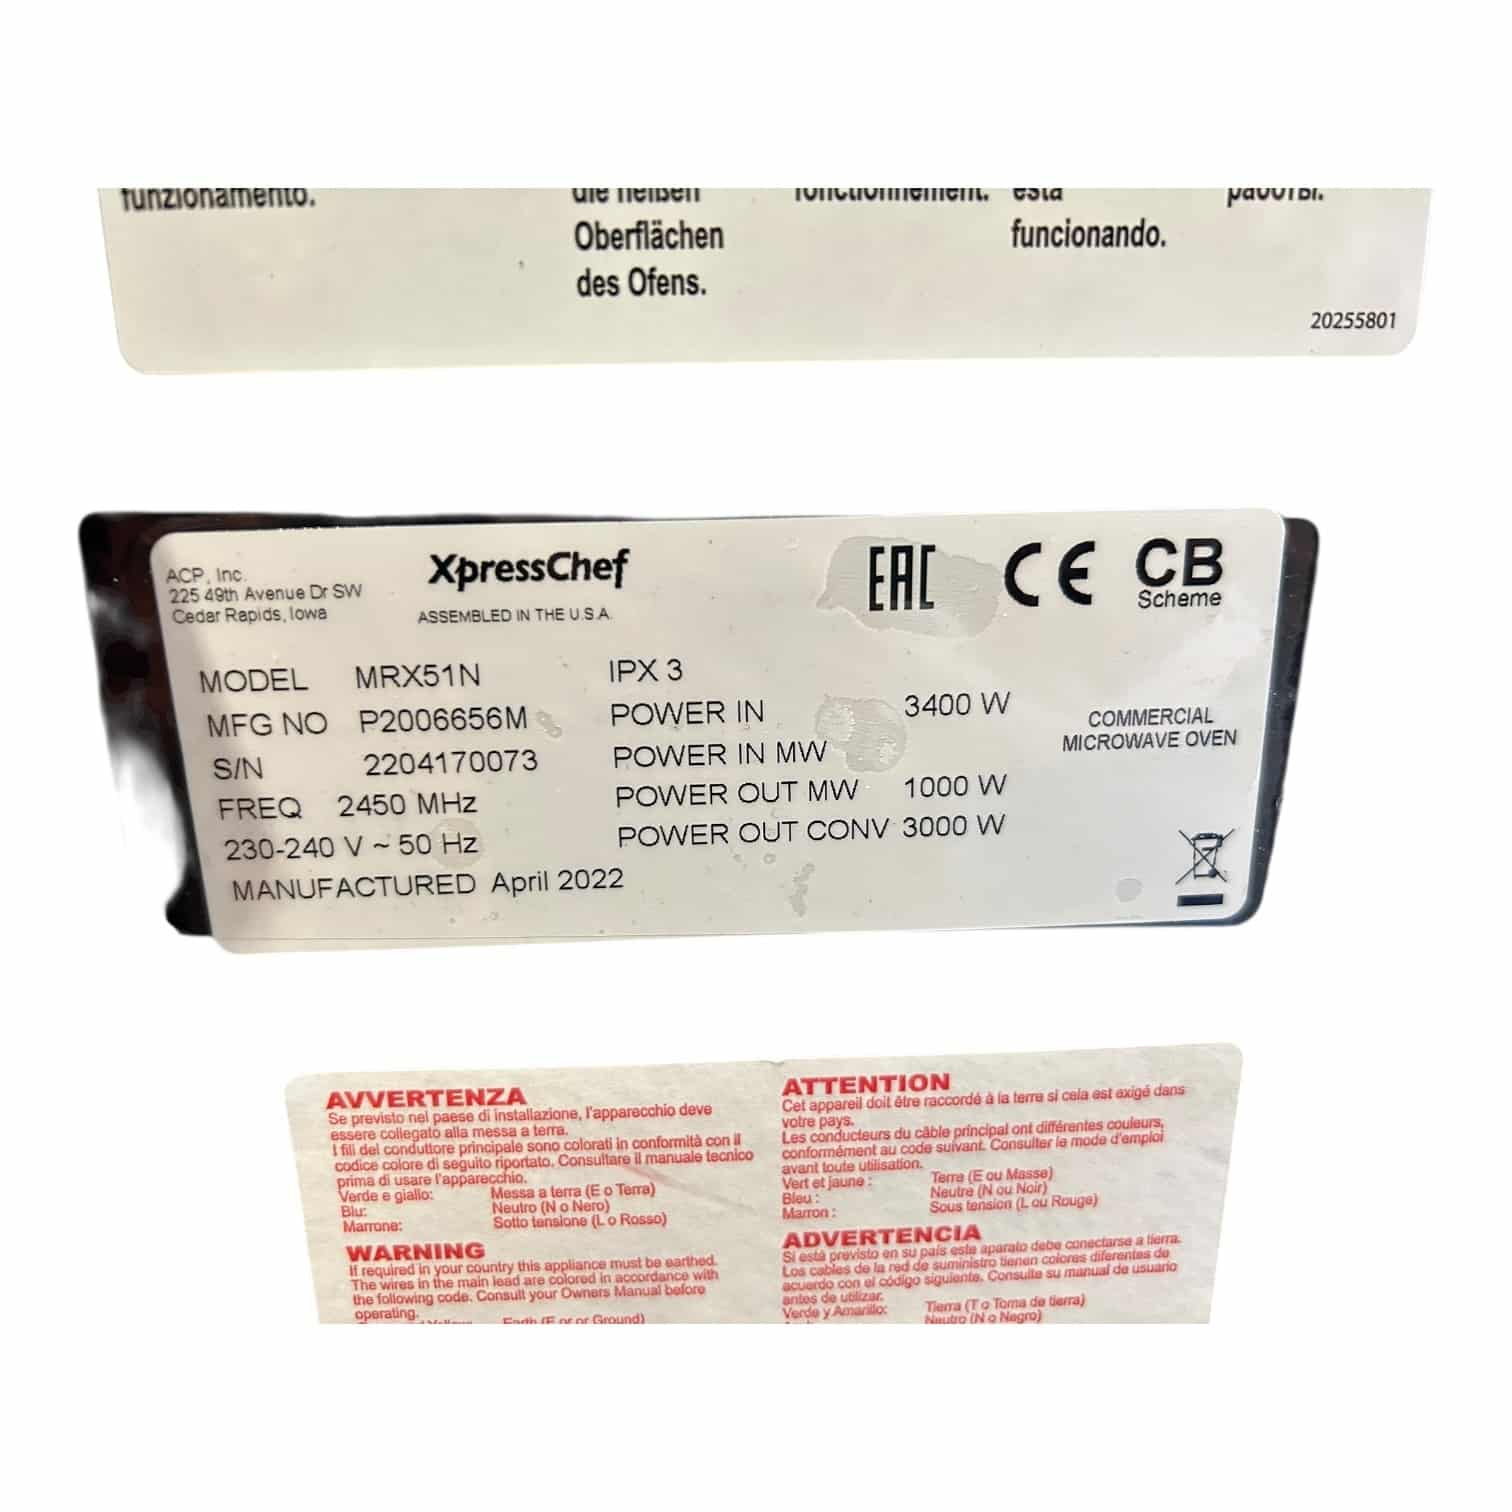 funzionamento.
die heißen
Oberflächen
des Ofens.
fonctionnement.
está
funcionando.
работы.
20255801
ACP, Inc.
225 49th Avenue Dr SW
Cedar Rapids, Iowa
XpressChef
ASSEMBLED IN THE U.S.A.
EAC CE CB
Scheme
MODEL MRX51N
MFG NO P2006656M
S/N 2204170073
FREQ 2450 MHz
230-240 V ~ 50 Hz
MANUFACTURED April 2022
IPX 3
POWER IN 3400 W
POWER IN MW
POWER OUT MW 1000 W
POWER OUT CONV 3000 W
COMMERCIAL
MICROWAVE OVEN
AVVERTENZA
Se previsto nel paese di installazione, l'apparecchio deve
essere collegato alla messa a terra.
I fili del conduttore principale sono colorati in conformità con il
codice colore di seguito riportato. Consultare il manuale tecnico
prima di usare l'apparecchio.
Verde e giallo: Messa a terra (E o Terra)
Blu: Neutro (N o Nero)
Marrone: Sotto tensione (L o Rosso)
WARNING
If required in your country this appliance must be earthed.
The wires in the main lead are colored in accordance with
the following code. Consult your Owners Manual before
operating.
Earth (E or or Ground)
ATTENTION
Cet appareil doit être raccordé à la terre si cela est exigé dans
votre pays.
Les conducteurs du câble principal ont différentes couleurs,
conformément au code suivant. Consulter le mode d'emploi
avant toute utilisation.
Vert et jaune : Terre (E ou Masse)
Bleu : Neutre (N ou Noir)
Marron : Sous tension (L ou Rouge)
ADVERTENCIA
Si está previsto en su país este aparato debe conectarse a tierra.
Los cables de la red de suministro tienen colores diferentes de
acuerdo con el código siguiente. Consulte su manual de usuario
antes de utilizar.
Verde y Amarillo: Tierra (T o Toma de tierra)
Neutro (N o Negro)